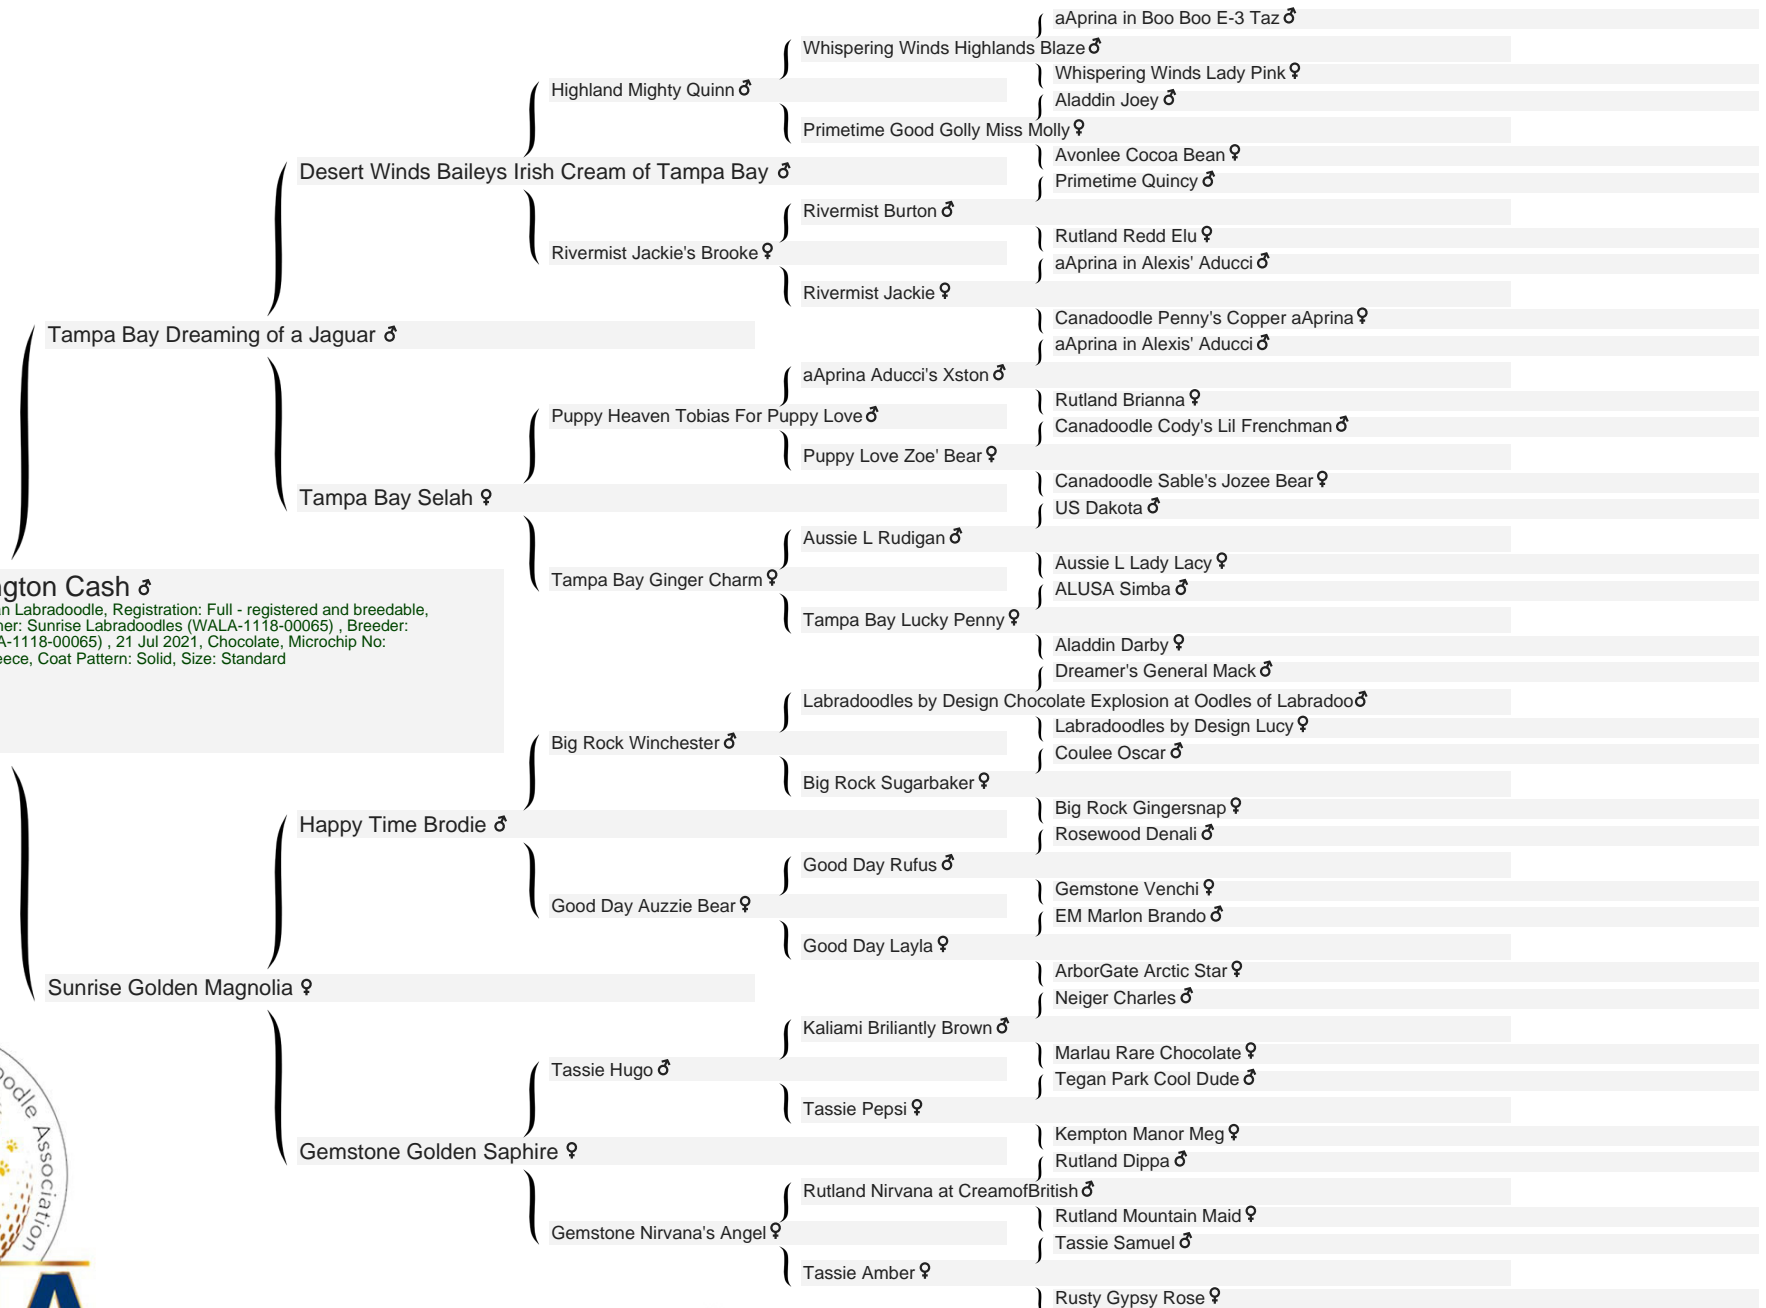 aAprina in Boo Boo E-3 Taz ♂
Whispering Winds Highlands Blaze ♂
Whispering Winds Lady Pink ♀
Highland Mighty Quinn ♂
Aladdin Joey ♂
Primetime Good Golly Miss Molly ♀
Avonlee Cocoa Bean ♀
Desert Winds Baileys Irish Cream of Tampa Bay ♂
Primetime Quincy ♂
Rivermist Burton ♂
Rutland Redd Elu ♀
Rivermist Jackie's Brooke ♀
aAprina in Alexis' Aducci ♂
Rivermist Jackie ♀
Canadoodle Penny's Copper aAprina ♀
Tampa Bay Dreaming of a Jaguar ♂
aAprina in Alexis' Aducci ♂
aAprina Aducci's Xston ♂
Rutland Brianna ♀
Puppy Heaven Tobias For Puppy Love ♂
Canadoodle Cody's Lil Frenchman ♂
Puppy Love Zoe' Bear ♀
Canadoodle Sable's Jozee Bear ♀
Tampa Bay Selah ♀
US Dakota ♂
Aussie L Rudigan ♂
Aussie L Lady Lacy ♀
Tampa Bay Ginger Charm ♀
ALUSA Simba ♂
Tampa Bay Lucky Penny ♀
Aladdin Darby ♀
Cash ♂
Labradoodle, Registration: Full - registered and breedable,
Sunrise Labradoodles (WALA-1118-00065) , Breeder:
A-1118-00065) , 21 Jul 2021, Chocolate, Microchip No:
Coat Pattern: Solid, Size: Standard
Dreamer's General Mack ♂
Labradoodles by Design Chocolate Explosion at Oodles of Labradoo ♂
Labradoodles by Design Lucy ♀
Big Rock Winchester ♂
Coulee Oscar ♂
Big Rock Sugarbaker ♀
Big Rock Gingersnap ♀
Happy Time Brodie ♂
Rosewood Denali ♂
Good Day Rufus ♂
Gemstone Venchi ♀
Good Day Auzzie Bear ♀
EM Marlon Brando ♂
Good Day Layla ♀
ArborGate Arctic Star ♀
Sunrise Golden Magnolia ♀
Neiger Charles ♂
Kaliami Briliantly Brown ♂
Marlau Rare Chocolate ♀
Tassie Hugo ♂
Tegan Park Cool Dude ♂
Tassie Pepsi ♀
Kempton Manor Meg ♀
Gemstone Golden Saphire ♀
Rutland Dippa ♂
Rutland Nirvana at CreamofBritish ♂
Rutland Mountain Maid ♀
Gemstone Nirvana's Angel ♀
Tassie Samuel ♂
Tassie Amber ♀
Rusty Gypsy Rose ♀
oodle Association
A